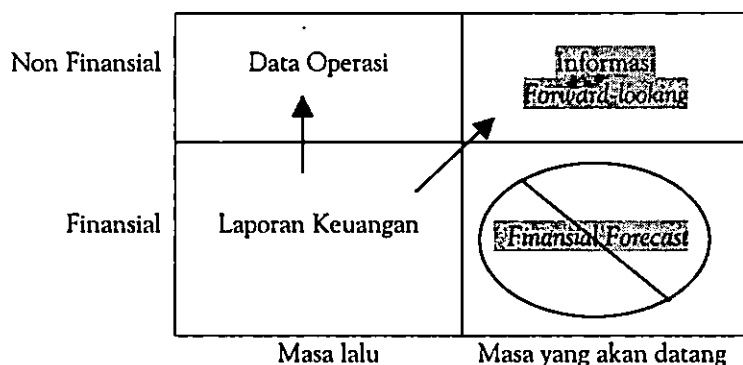 Non Finansial
Data Operasi
Informasi
Forward-looking
Finansial
Laporan Keuangan
Finansial Forecast
Masa lalu
Masa yang akan datang